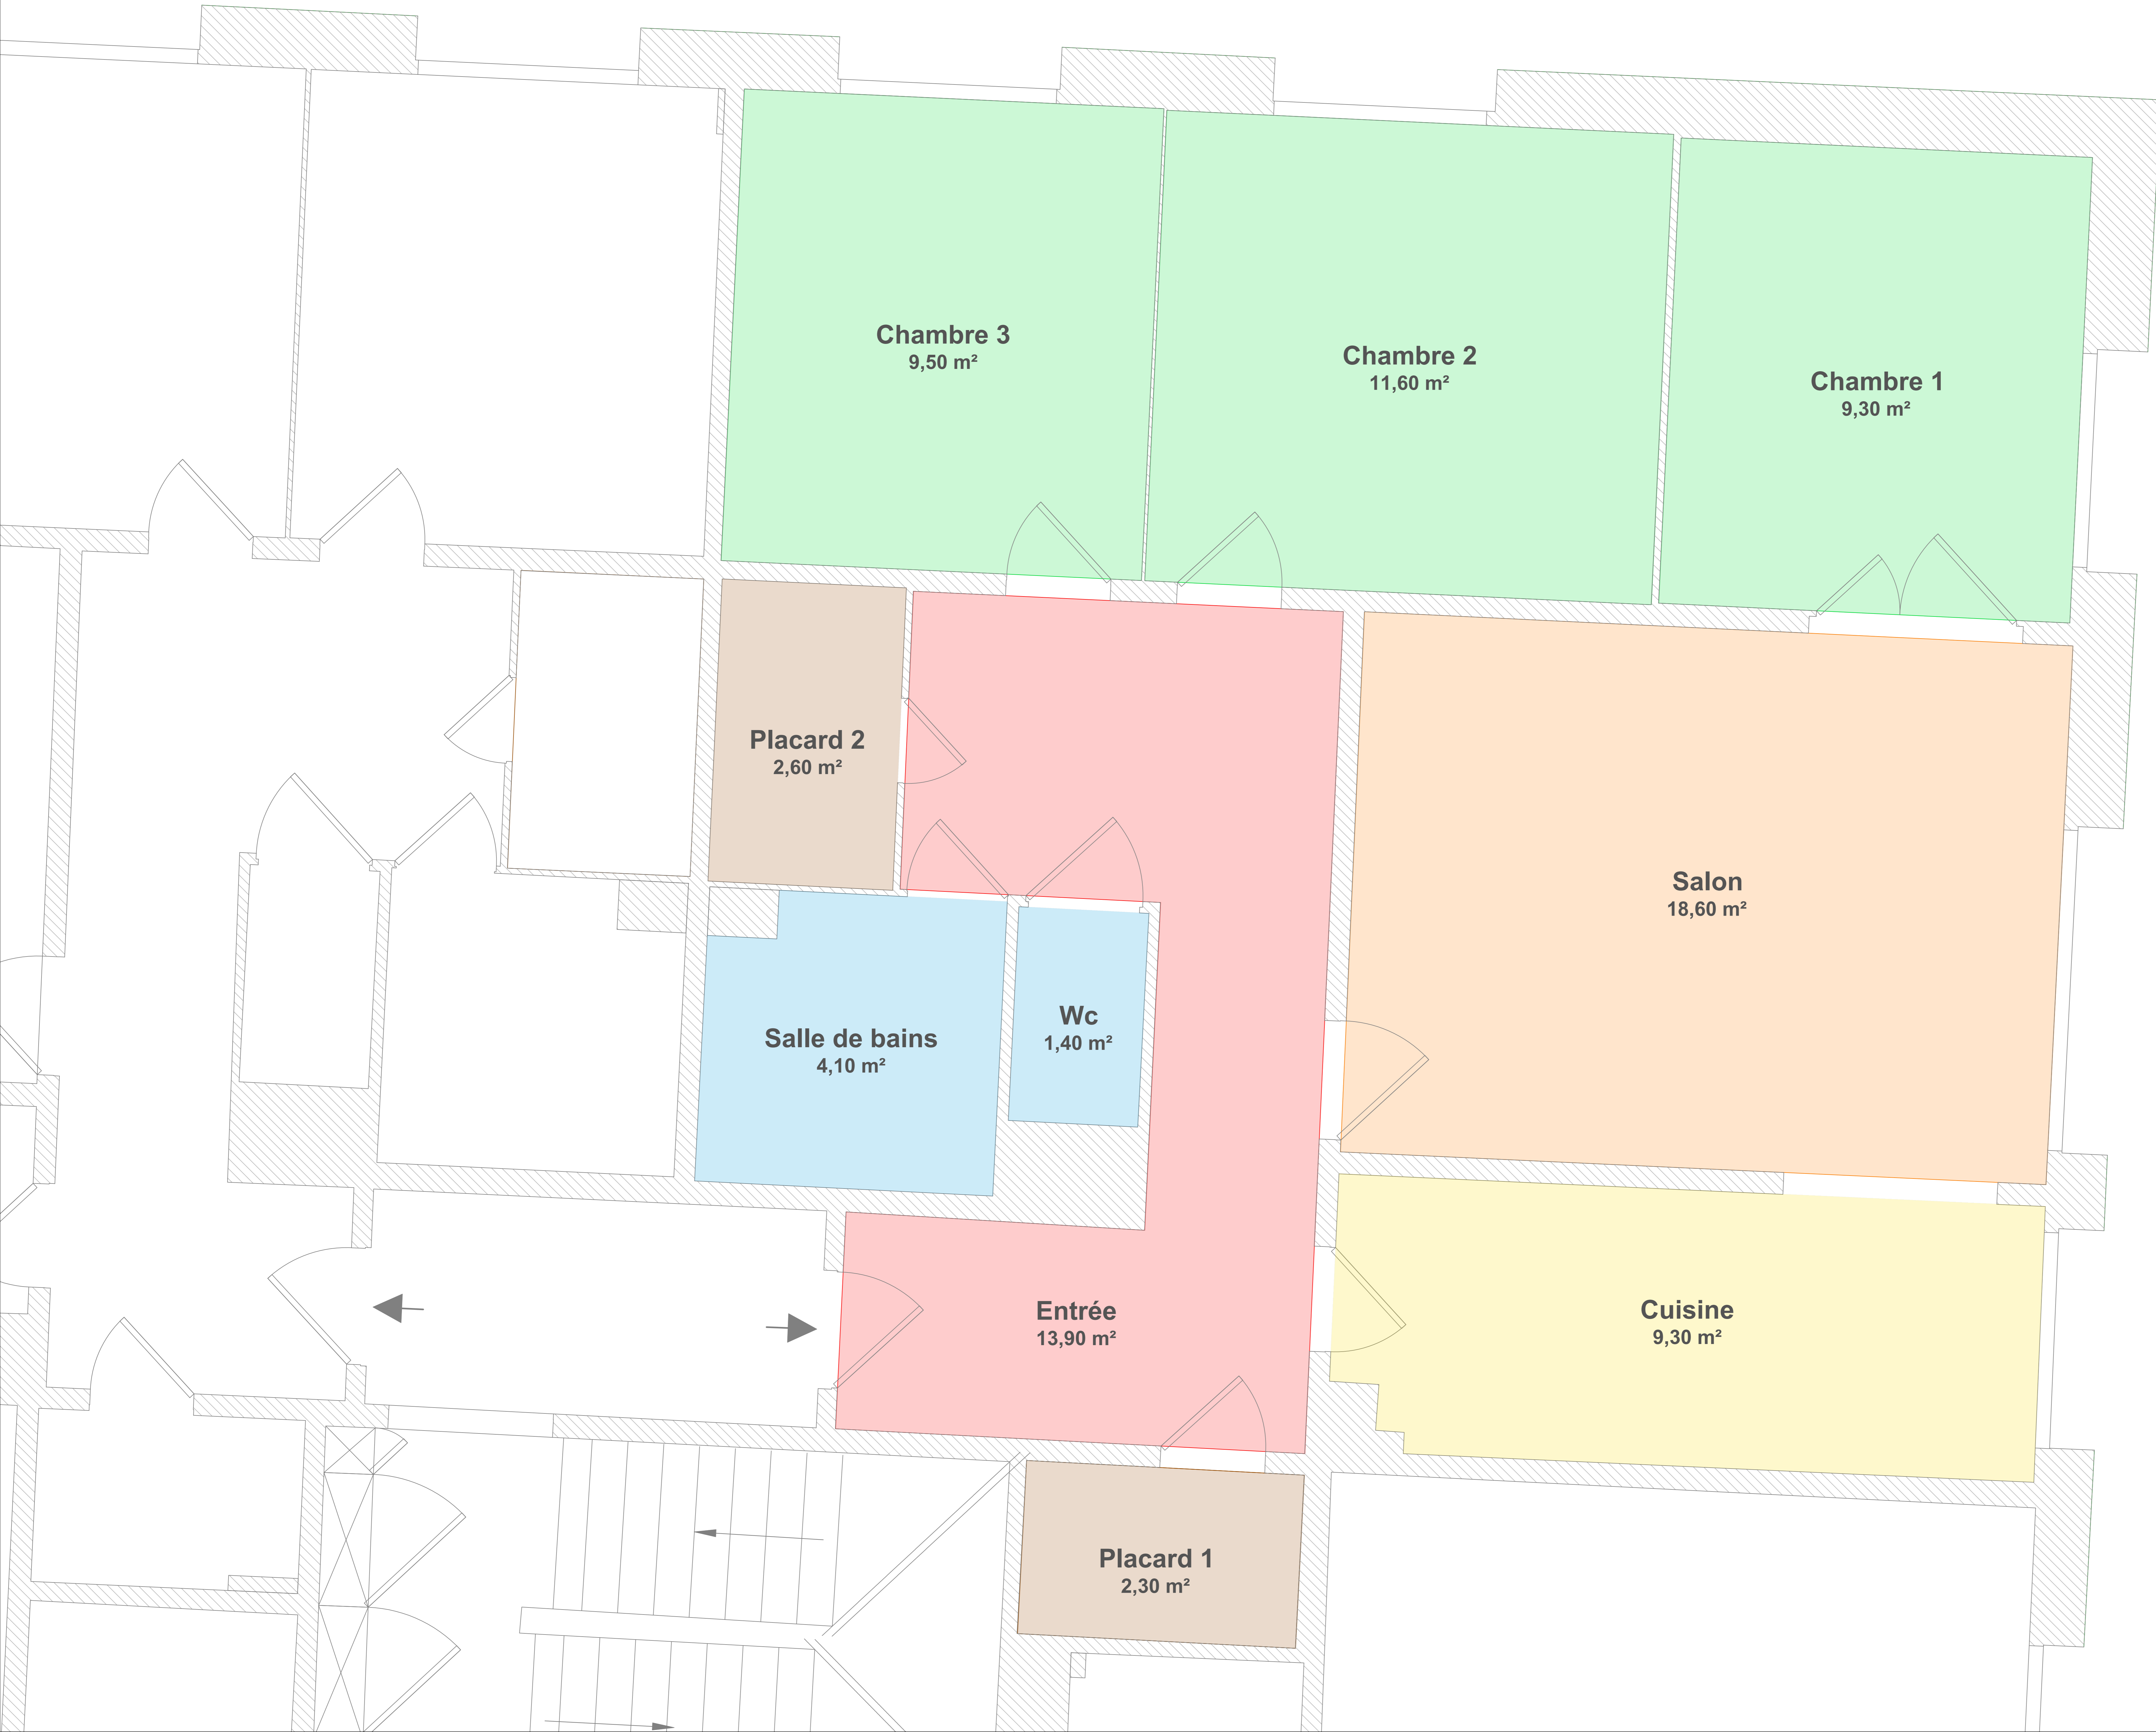 Chambre 3
9,50 m²
Chambre 2
11,60 m²
Chambre 1
9,30 m²
Placard 2
2,60 m²
Salon
18,60 m²
Salle de bains
4,10 m²
Wc
1,40 m²
Entrée
13,90 m²
Cuisine
9,30 m²
Placard 1
2,30 m²